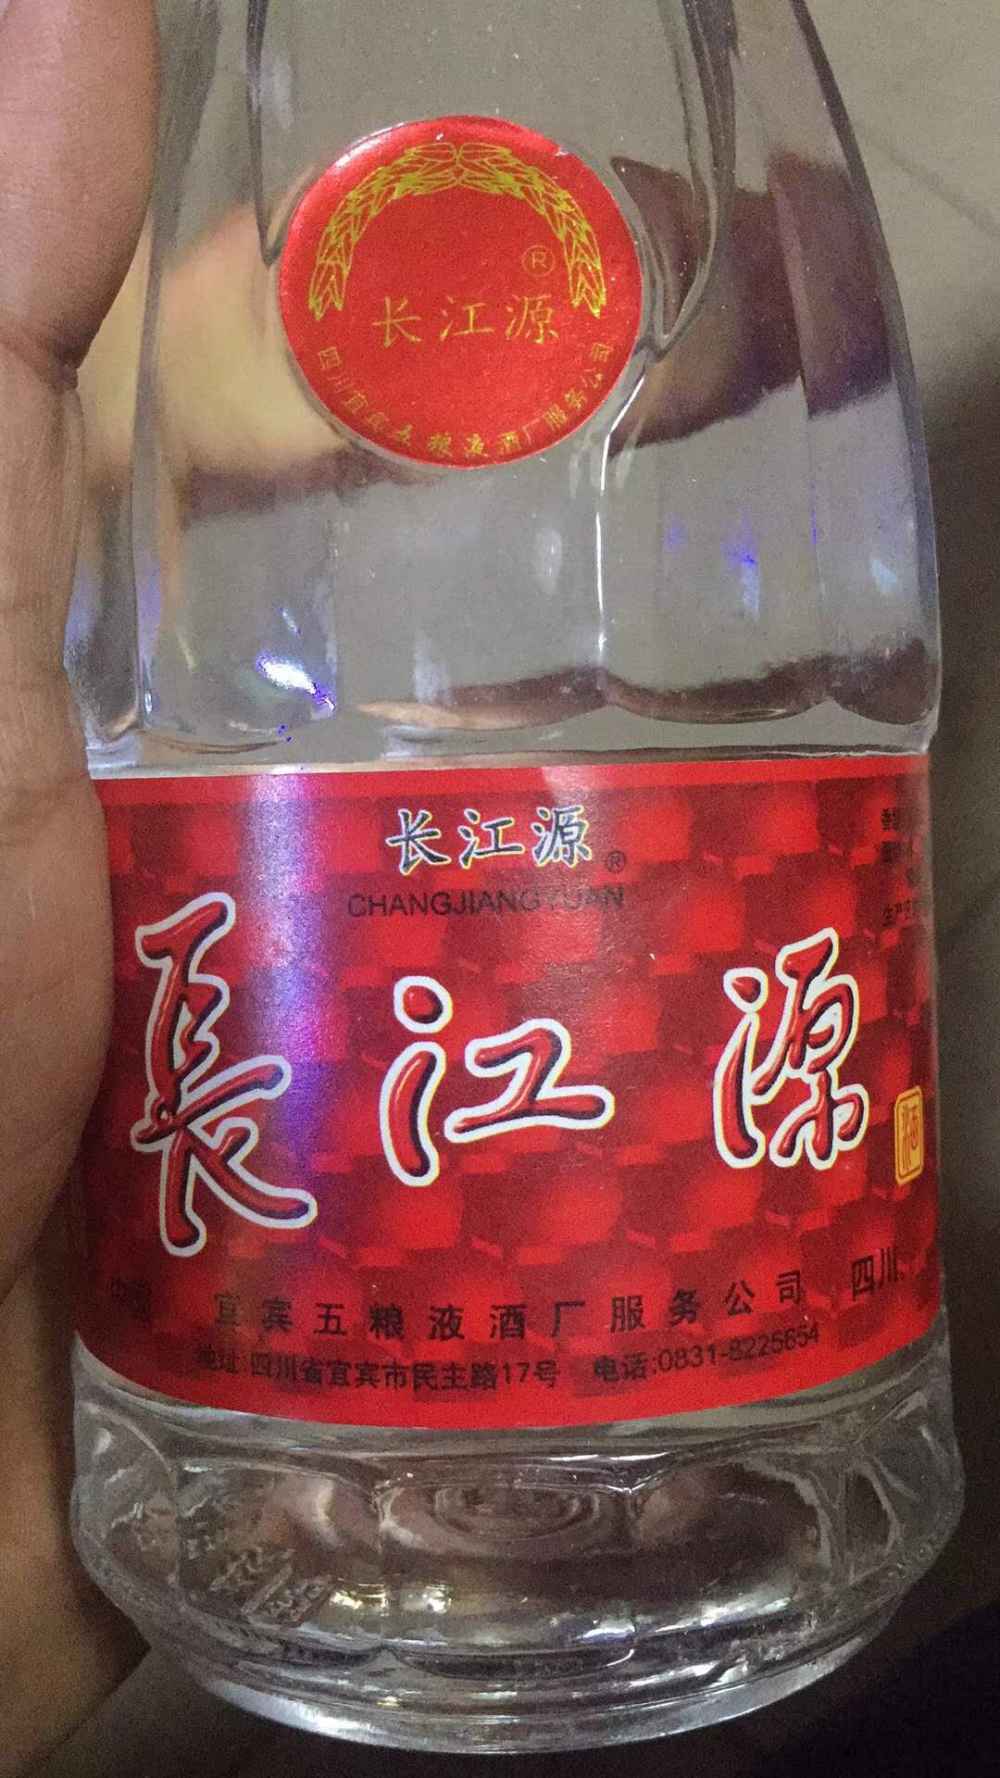 ®
长江源
四川宜宾五粮液酒厂服务公司
长江源®
CHANGJIANGYUAN
長江源
酒
宜宾五粮液酒厂服务公司 四川
地址:四川省宜宾市民主路17号 电话:0831-8225654